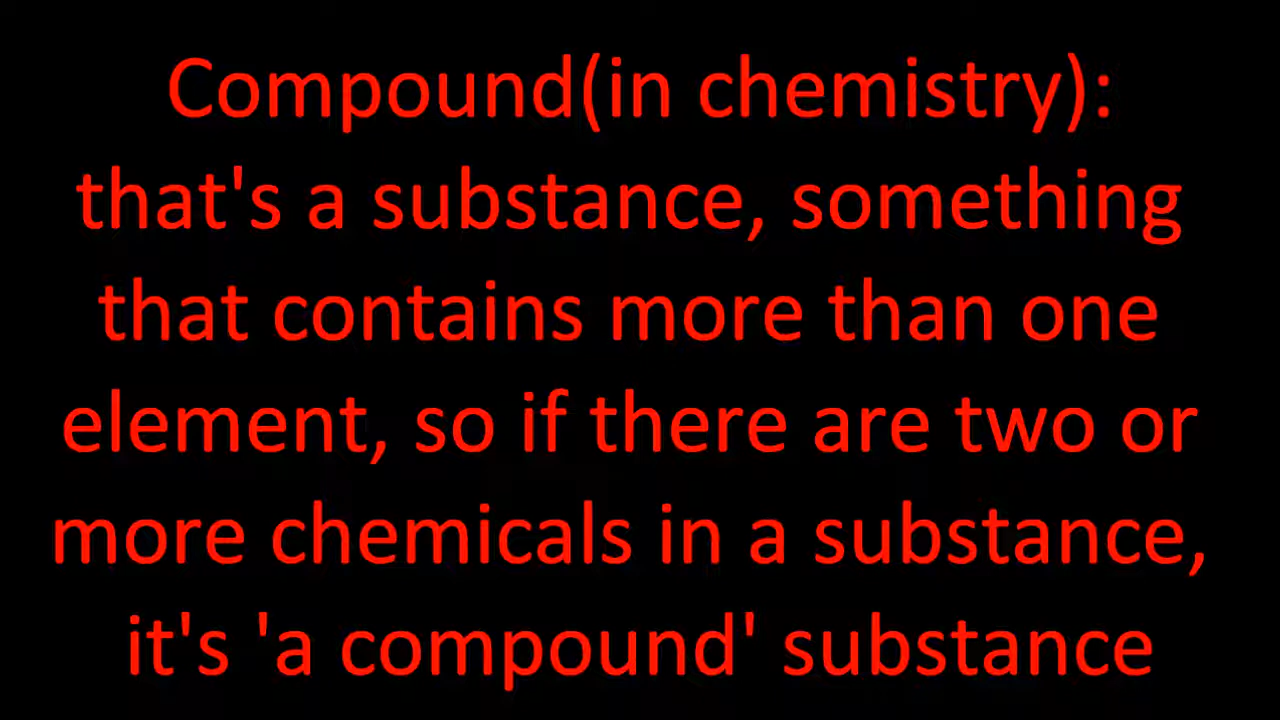 Compound(in chemistry):
that's a substance, something
that contains more than one
element, so if there are two or
more chemicals in a substance,
it's 'a compound' substance